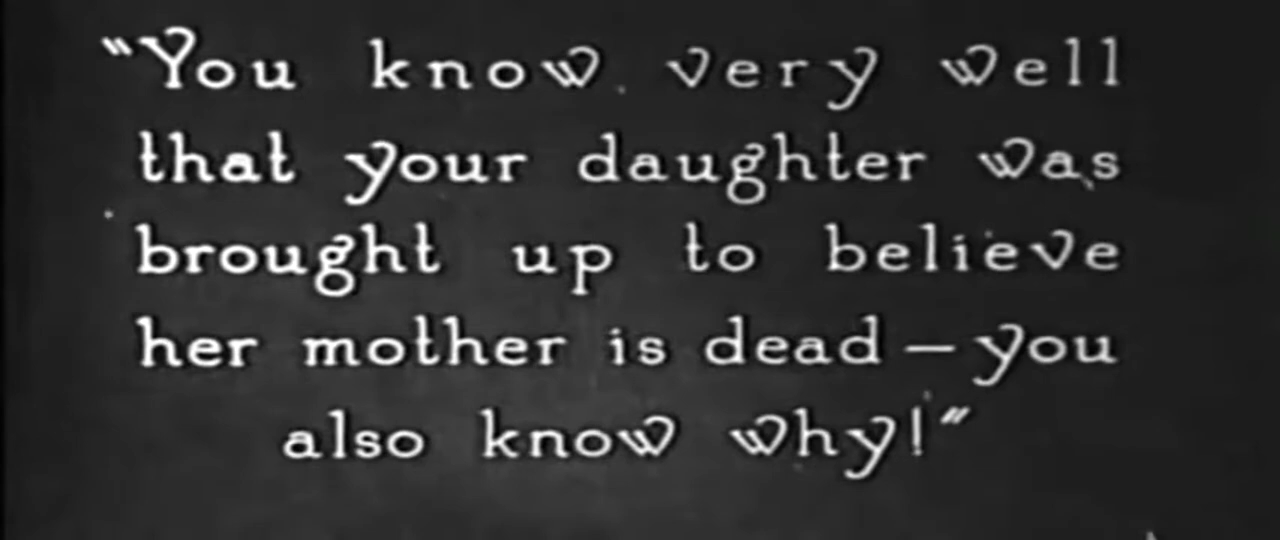 "You know very well
that your daughter was
brought up to believe
her mother is dead — you
also know why!"